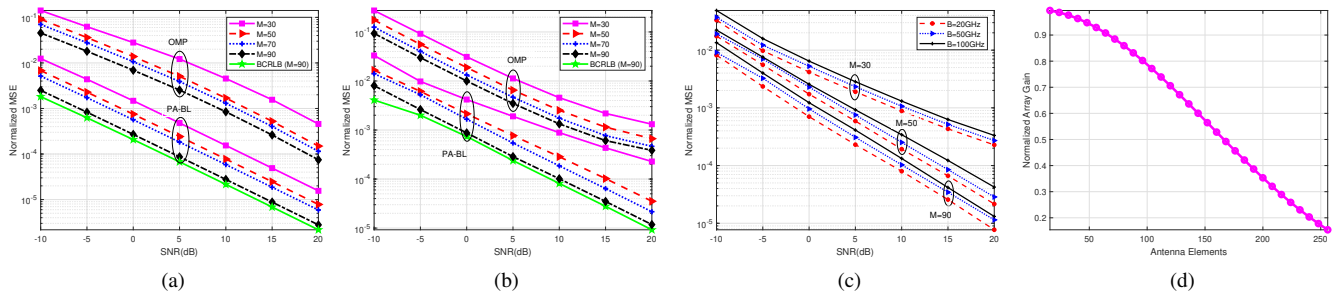 Normalized MSE
10^-1
10^-2
10^-3
10^-4
10^-5
OMP
PA-BL
M=30
M=50
M=70
M=90
BCRLB (M=90)
-10 -5 0 5 10 15 20
SNR(dB)
(a)
Normalized MSE
10^-1
10^-2
10^-3
10^-4
10^-5
OMP
PA-BL
M=30
M=50
M=70
M=90
BCRLB (M=90)
-10 -5 0 5 10 15 20
SNR(dB)
(b)
Normalized MSE
10^-2
10^-3
10^-4
10^-5
M=30
M=50
M=90
B=20GHz
B=50GHz
B=100GHz
-10 -5 0 5 10 15 20
SNR(dB)
(c)
Normalized Array Gain
0.9
0.8
0.7
0.6
0.5
0.4
0.3
0.2
50 100 150 200 250
Antenna Elements
(d)